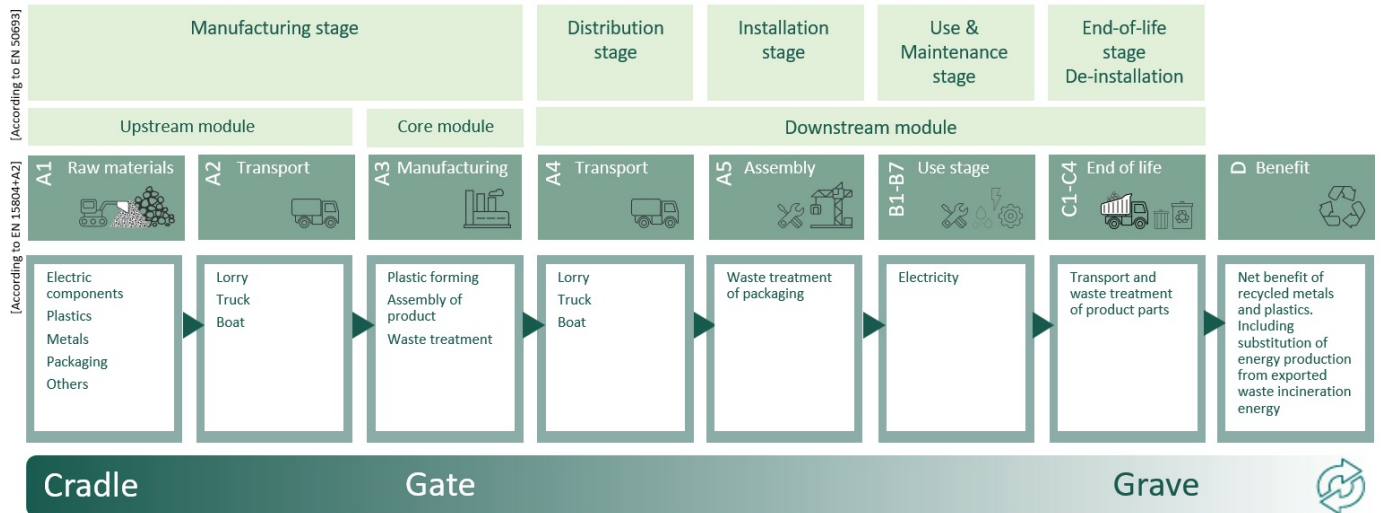 [According to EN 50693]
Manufacturing stage
Distribution
stage
Installation
stage
Use &
Maintenance
stage
End-of-life
stage
De-installation
Upstream module
Core module
Downstream module
[According to EN 15804+A2]
A1
Raw materials
A2
Transport
A3
Manufacturing
A4
Transport
A5
Assembly
B1-B7
Use stage
C1-C4
End of life
D
Benefit
Electric
components
Plastics
Metals
Packaging
Others
Lorry
Truck
Boat
Plastic forming
Assembly of
product
Waste treatment
Lorry
Truck
Boat
Waste treatment
of packaging
Electricity
Transport and
waste treatment
of product parts
Net benefit of
recycled metals
and plastics.
Including
substitution of
energy production
from exported
waste incineration
energy
Cradle
Gate
Grave